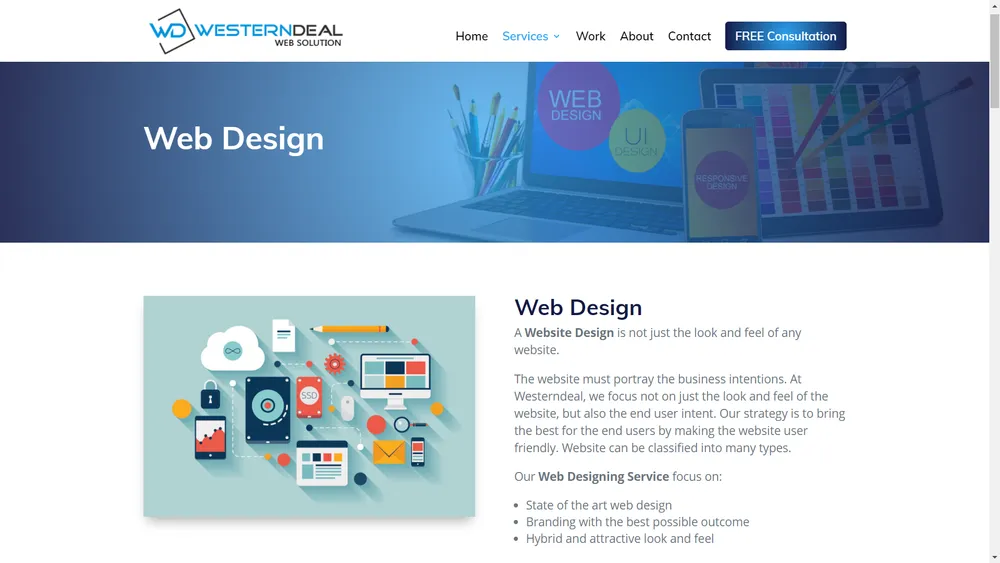 WD WESTERNDEAL
WEB SOLUTION
Home Services Work About Contact FREE Consultation
Web Design
WEB
DESIGN
UI
DESIGN
RESPONSIVE
DESIGN
SSD
Web Design
A Website Design is not just the look and feel of any
website.
The website must portray the business intentions. At
Westerndeal, we focus not on just the look and feel of the
website, but also the end user intent. Our strategy is to bring
the best for the end users by making the website user
friendly. Website can be classified into many types.
Our Web Designing Service focus on:
• State of the art web design
• Branding with the best possible outcome
• Hybrid and attractive look and feel